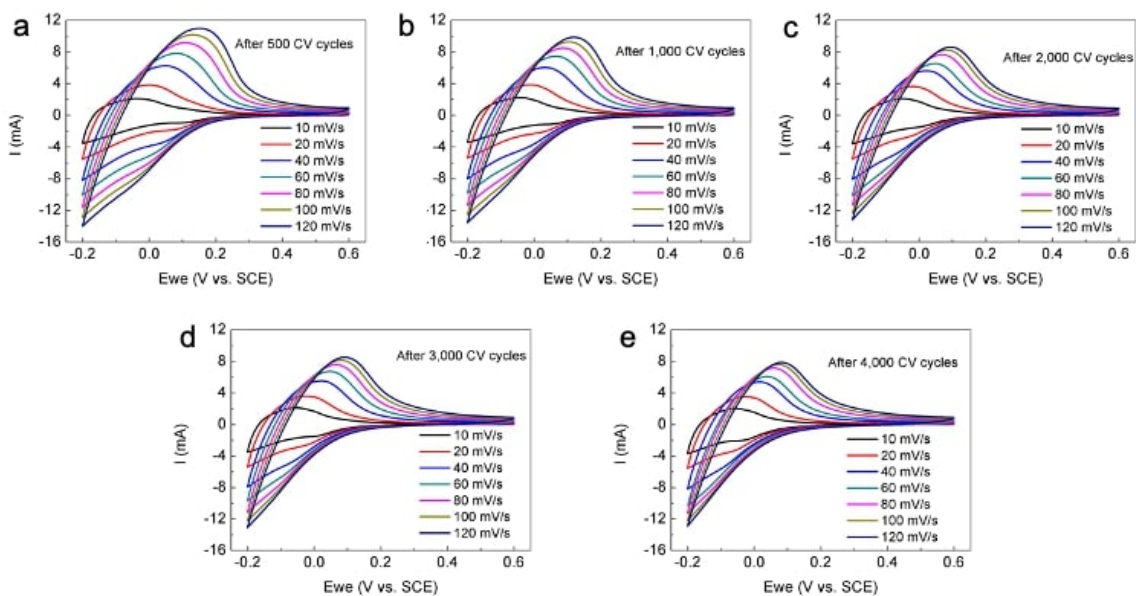 a
After 500 CV cycles
12
8
4
0
-4
-8
-12
-16
I (mA)
10 mV/s
20 mV/s
40 mV/s
60 mV/s
80 mV/s
100 mV/s
120 mV/s
-0.2 0.0 0.2 0.4 0.6
Ewe (V vs. SCE)
b
After 1,000 CV cycles
12
8
4
0
-4
-8
-12
-16
I (mA)
10 mV/s
20 mV/s
40 mV/s
60 mV/s
80 mV/s
100 mV/s
120 mV/s
-0.2 0.0 0.2 0.4 0.6
Ewe (V vs. SCE)
c
After 2,000 CV cycles
12
8
4
0
-4
-8
-12
-16
I (mA)
10 mV/s
20 mV/s
40 mV/s
60 mV/s
80 mV/s
100 mV/s
120 mV/s
-0.2 0.0 0.2 0.4 0.6
Ewe (V vs. SCE)
d
After 3,000 CV cycles
12
8
4
0
-4
-8
-12
-16
I (mA)
10 mV/s
20 mV/s
40 mV/s
60 mV/s
80 mV/s
100 mV/s
120 mV/s
-0.2 0.0 0.2 0.4 0.6
Ewe (V vs. SCE)
e
After 4,000 CV cycles
12
8
4
0
-4
-8
-12
-16
I (mA)
10 mV/s
20 mV/s
40 mV/s
60 mV/s
80 mV/s
100 mV/s
120 mV/s
-0.2 0.0 0.2 0.4 0.6
Ewe (V vs. SCE)